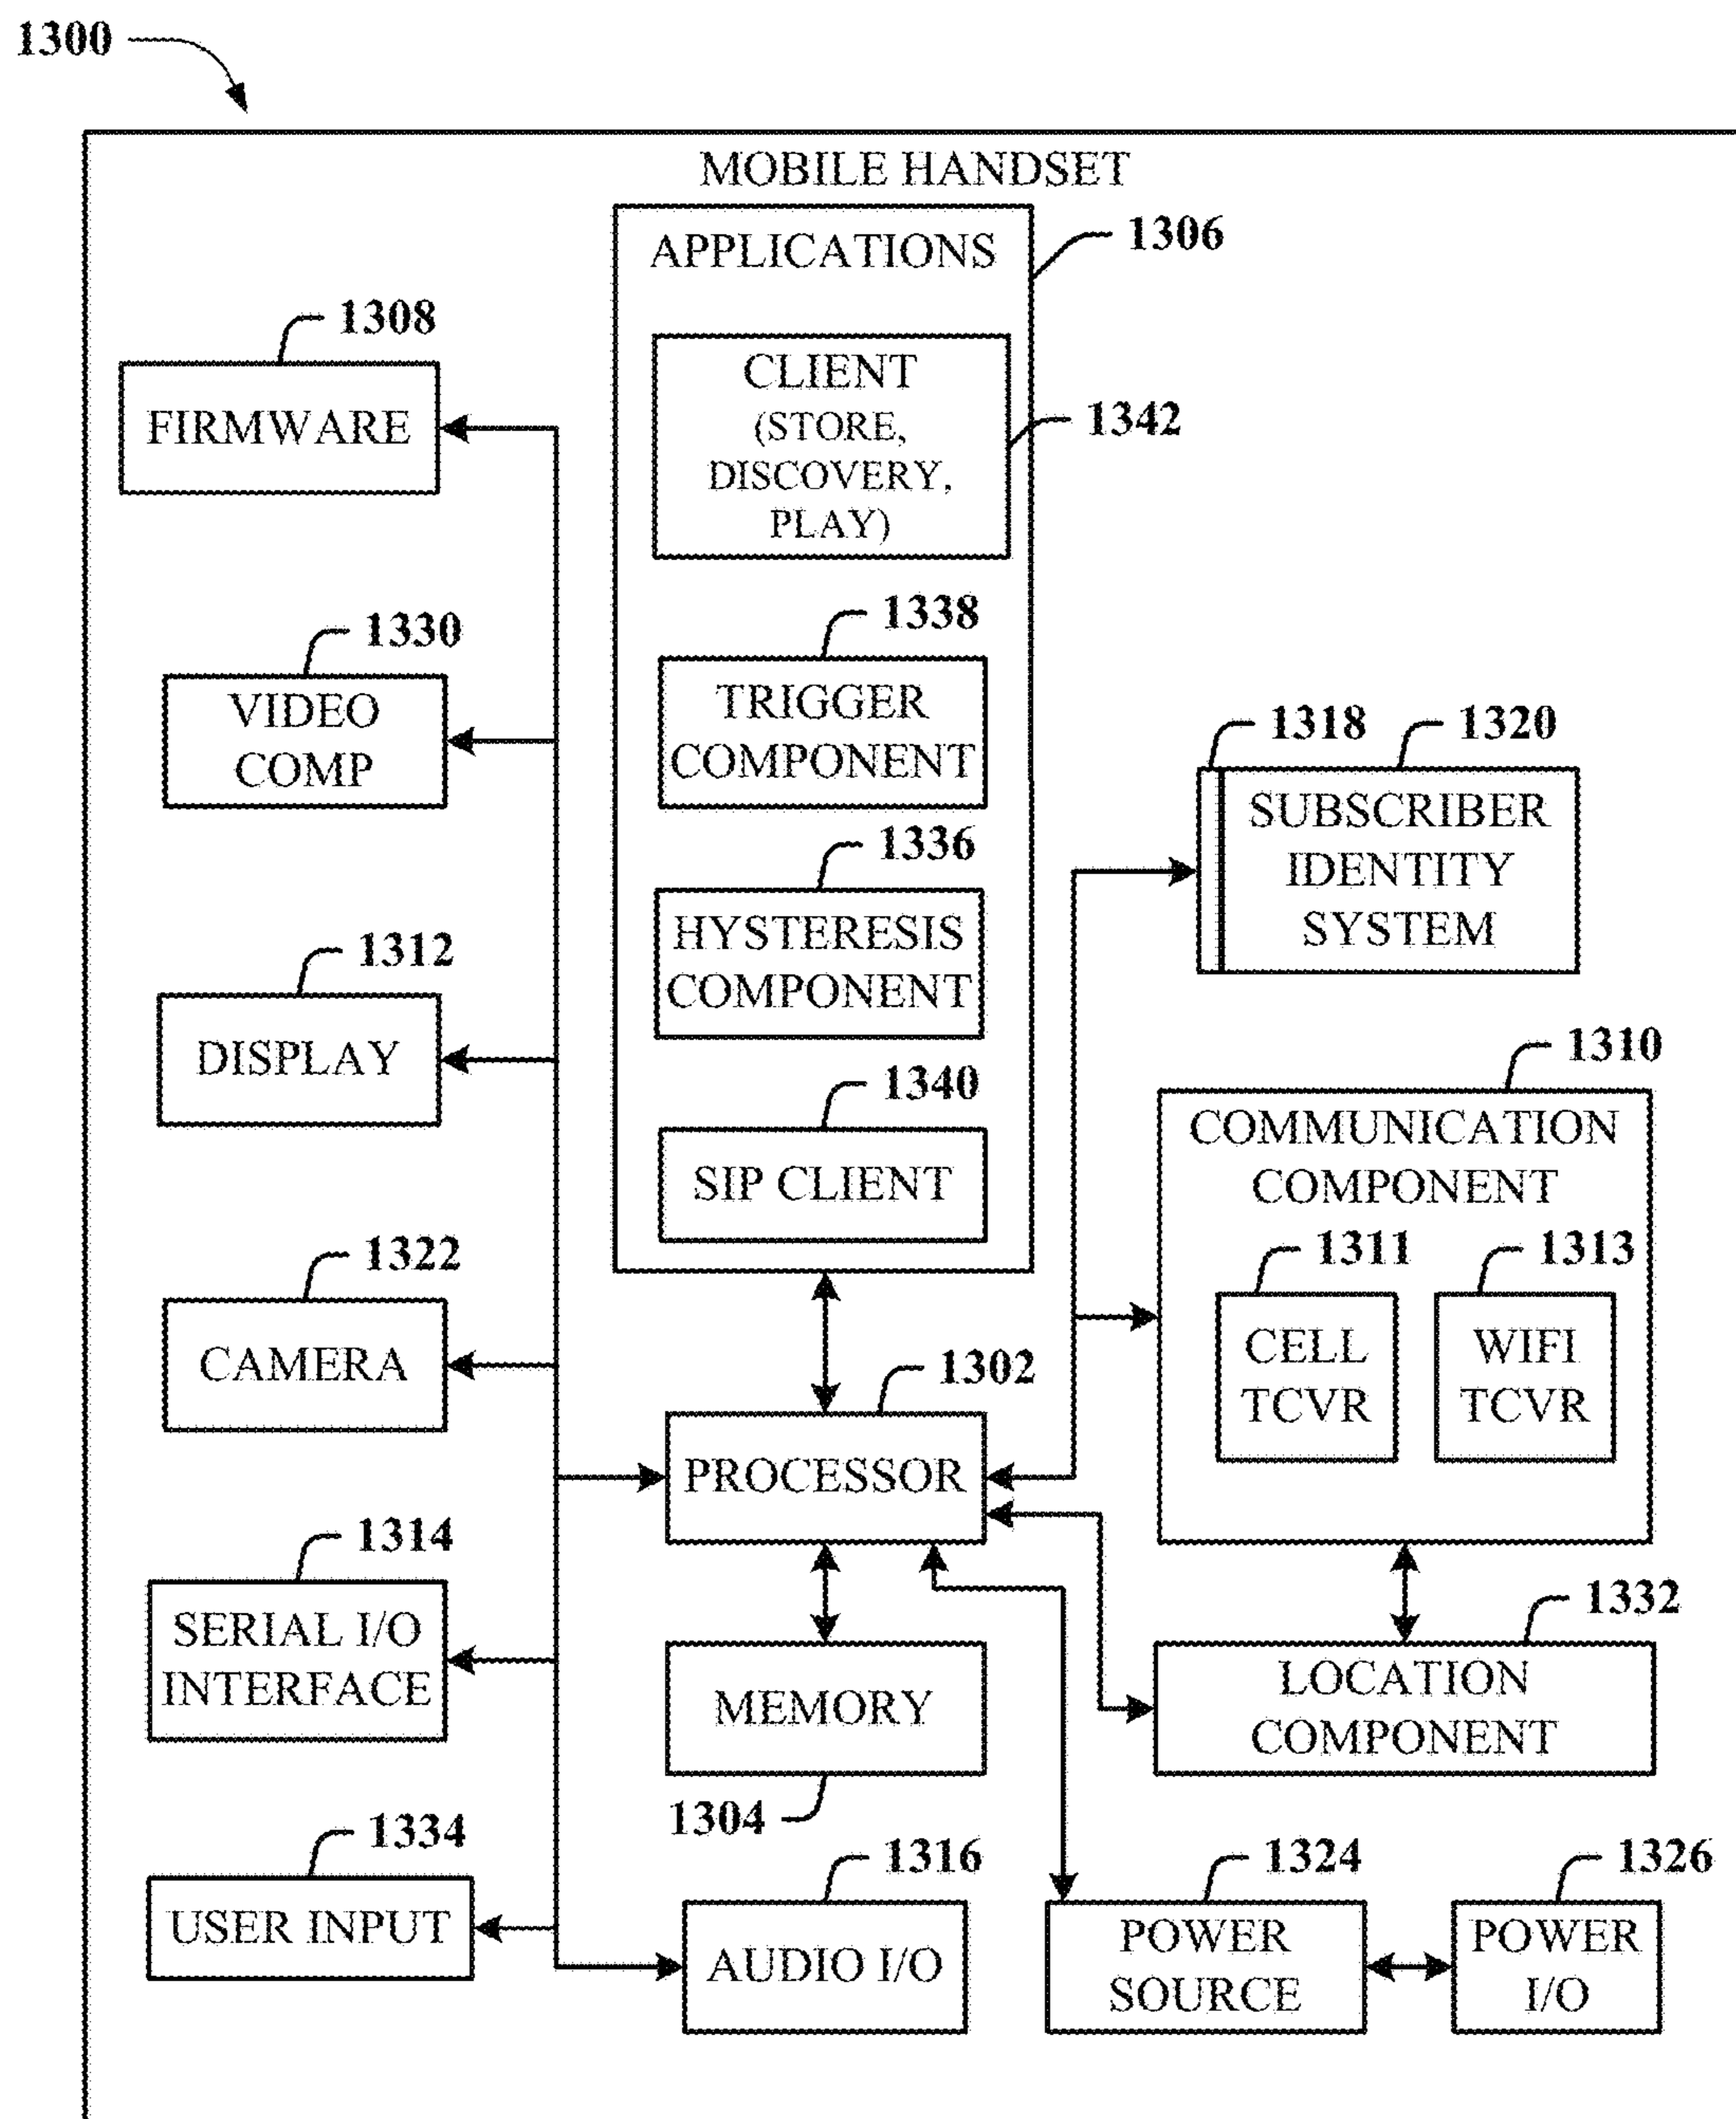 1300
MOBILE HANDSET
APPLICATIONS
1306
CLIENT
(STORE,
DISCOVERY,
PLAY)
1342
1338
TRIGGER
COMPONENT
1336
HYSTERESIS
COMPONENT
1340
SIP CLIENT
1308
FIRMWARE
1330
VIDEO
COMP
1312
DISPLAY
1322
CAMERA
1314
SERIAL I/O
INTERFACE
1334
USER INPUT
1302
PROCESSOR
MEMORY
1304
1316
AUDIO I/O
1318
1320
SUBSCRIBER
IDENTITY
SYSTEM
1310
COMMUNICATION
COMPONENT
1311
CELL
TCVR
1313
WIFI
TCVR
1332
LOCATION
COMPONENT
1324
POWER
SOURCE
1326
POWER
I/O